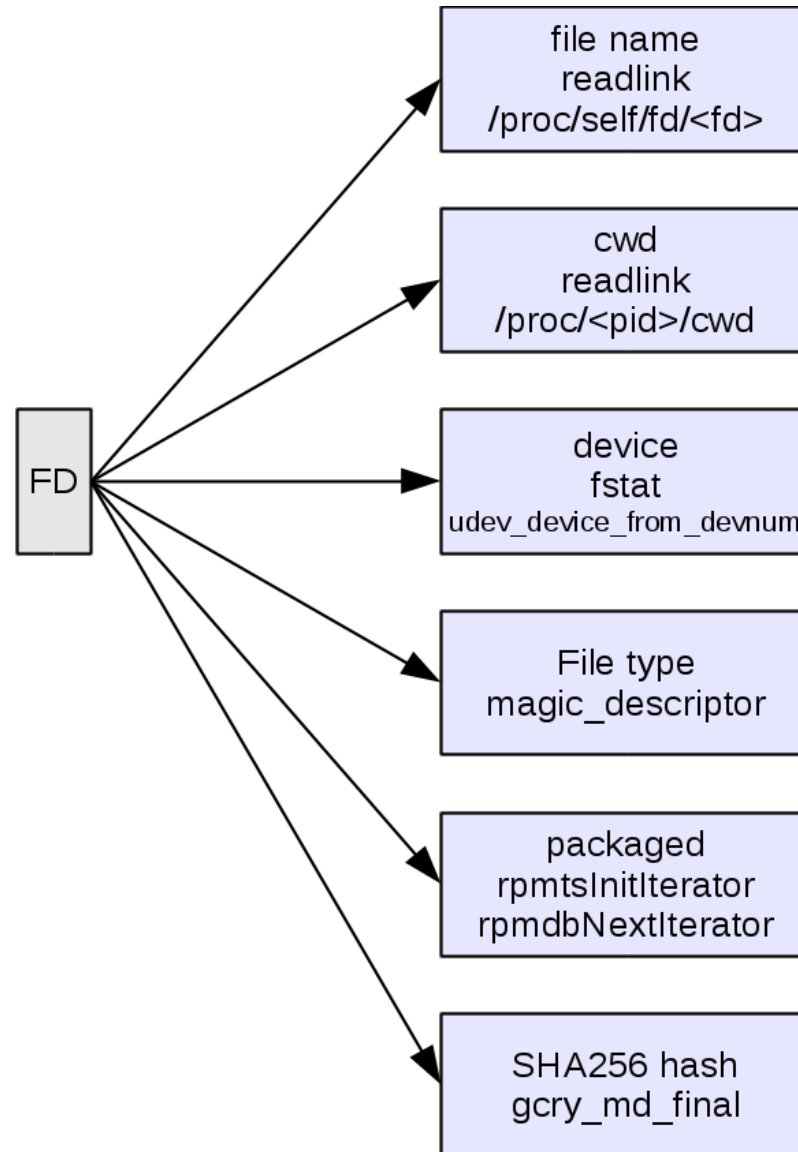 file name
readlink
/proc/self/fd/<fd>
cwd
readlink
/proc/<pid>/cwd
FD
device
fstat
udev_device_from_devnum
File type
magic_descriptor
packaged
rpmtsInitIterator
rpmdbNextIterator
SHA256 hash
gcry_md_final